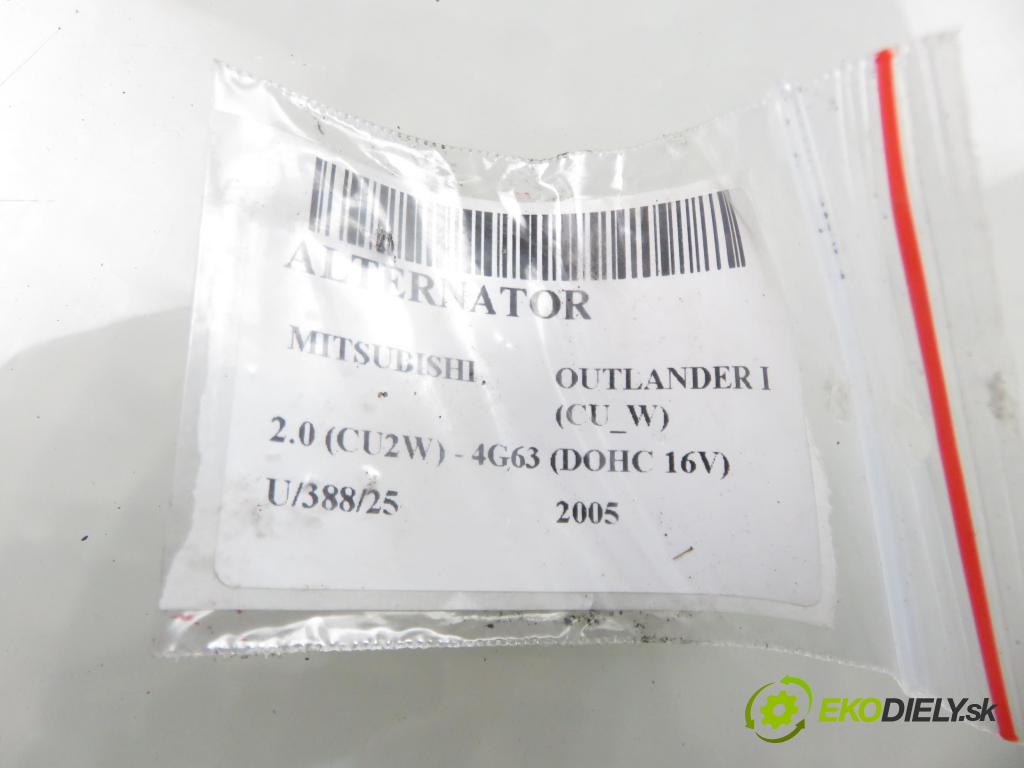 ALTERNATOR
MITSUBISHI OUTLANDER I
(CU_W)
2.0 (CU2W) - 4G63 (DOHC 16V)
U/388/25 2005
EKODIELY.sk